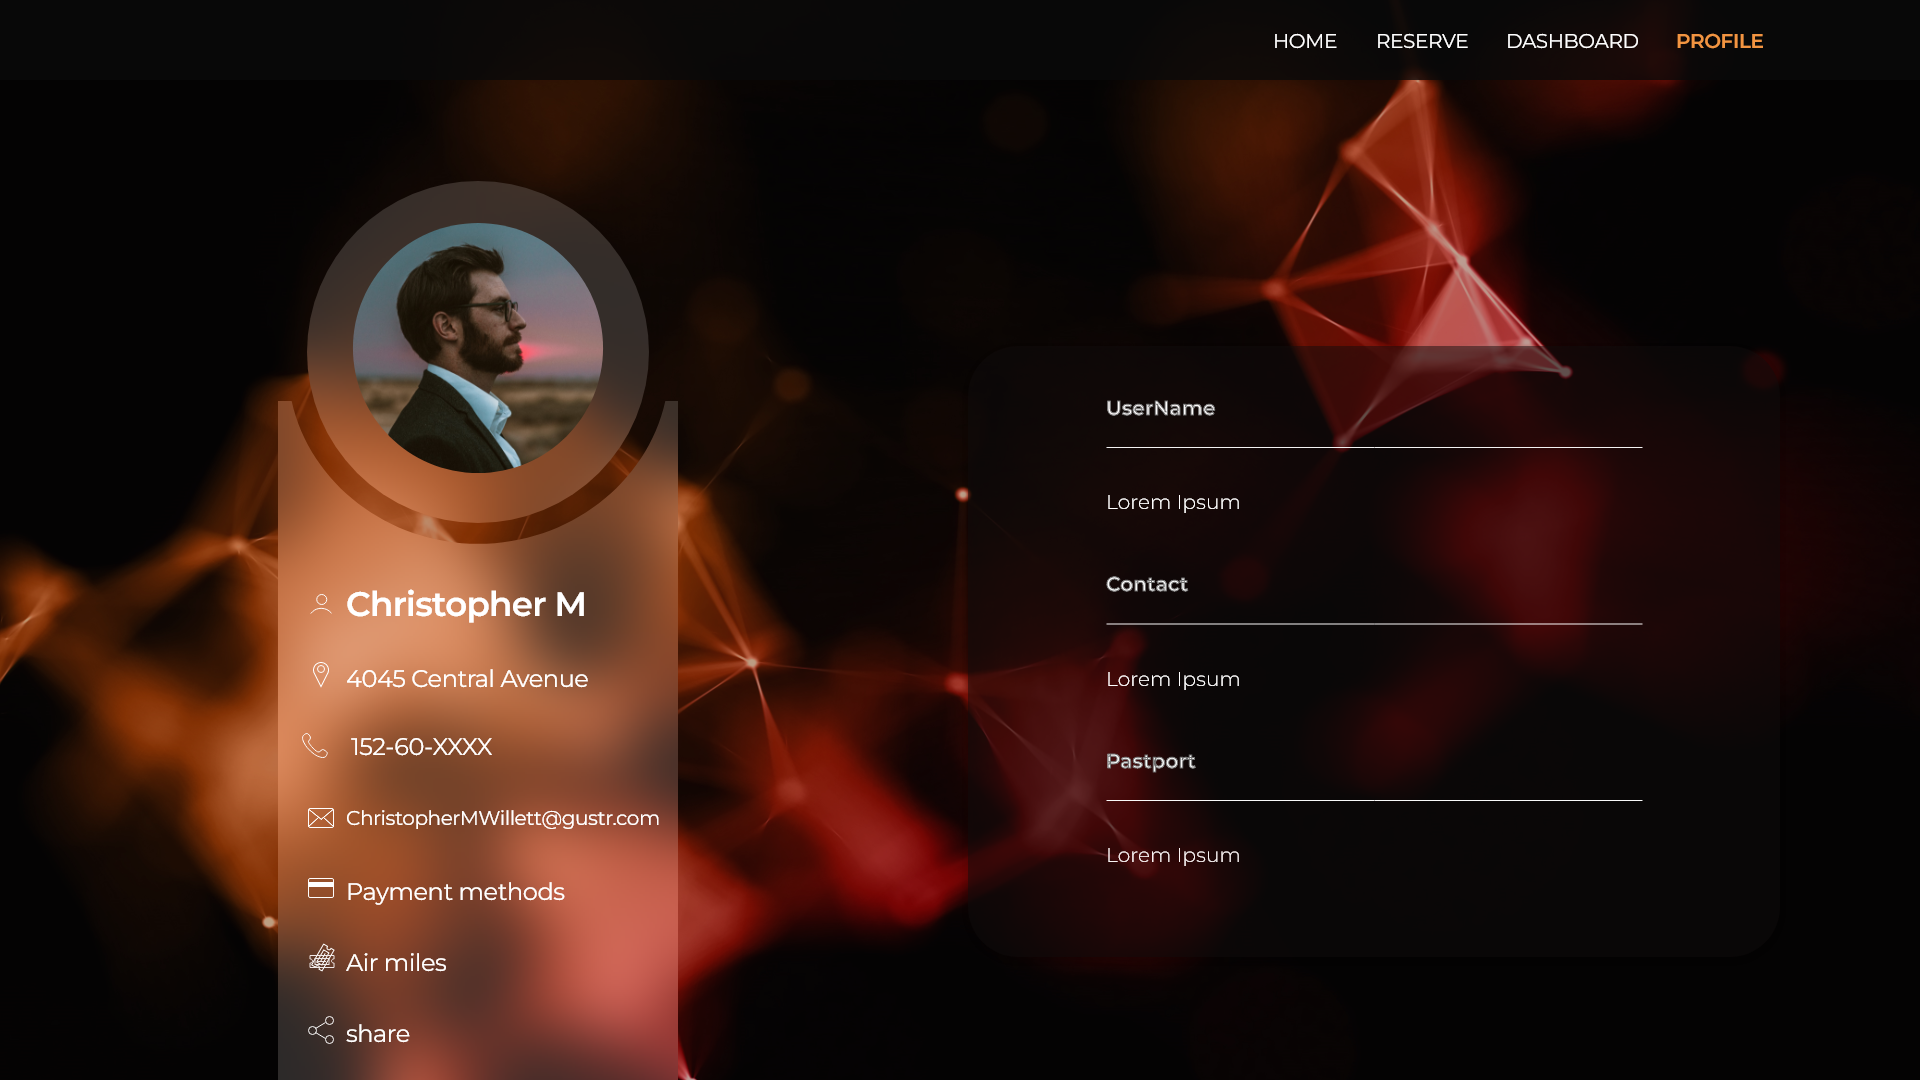 HOME RESERVE DASHBOARD PROFILE
Christopher M
4045 Central Avenue
152-60-XXXX
ChristopherMWillett@gustr.com
Payment methods
Air miles
share
UserName
Lorem Ipsum
Contact
Lorem Ipsum
Pastport
Lorem Ipsum